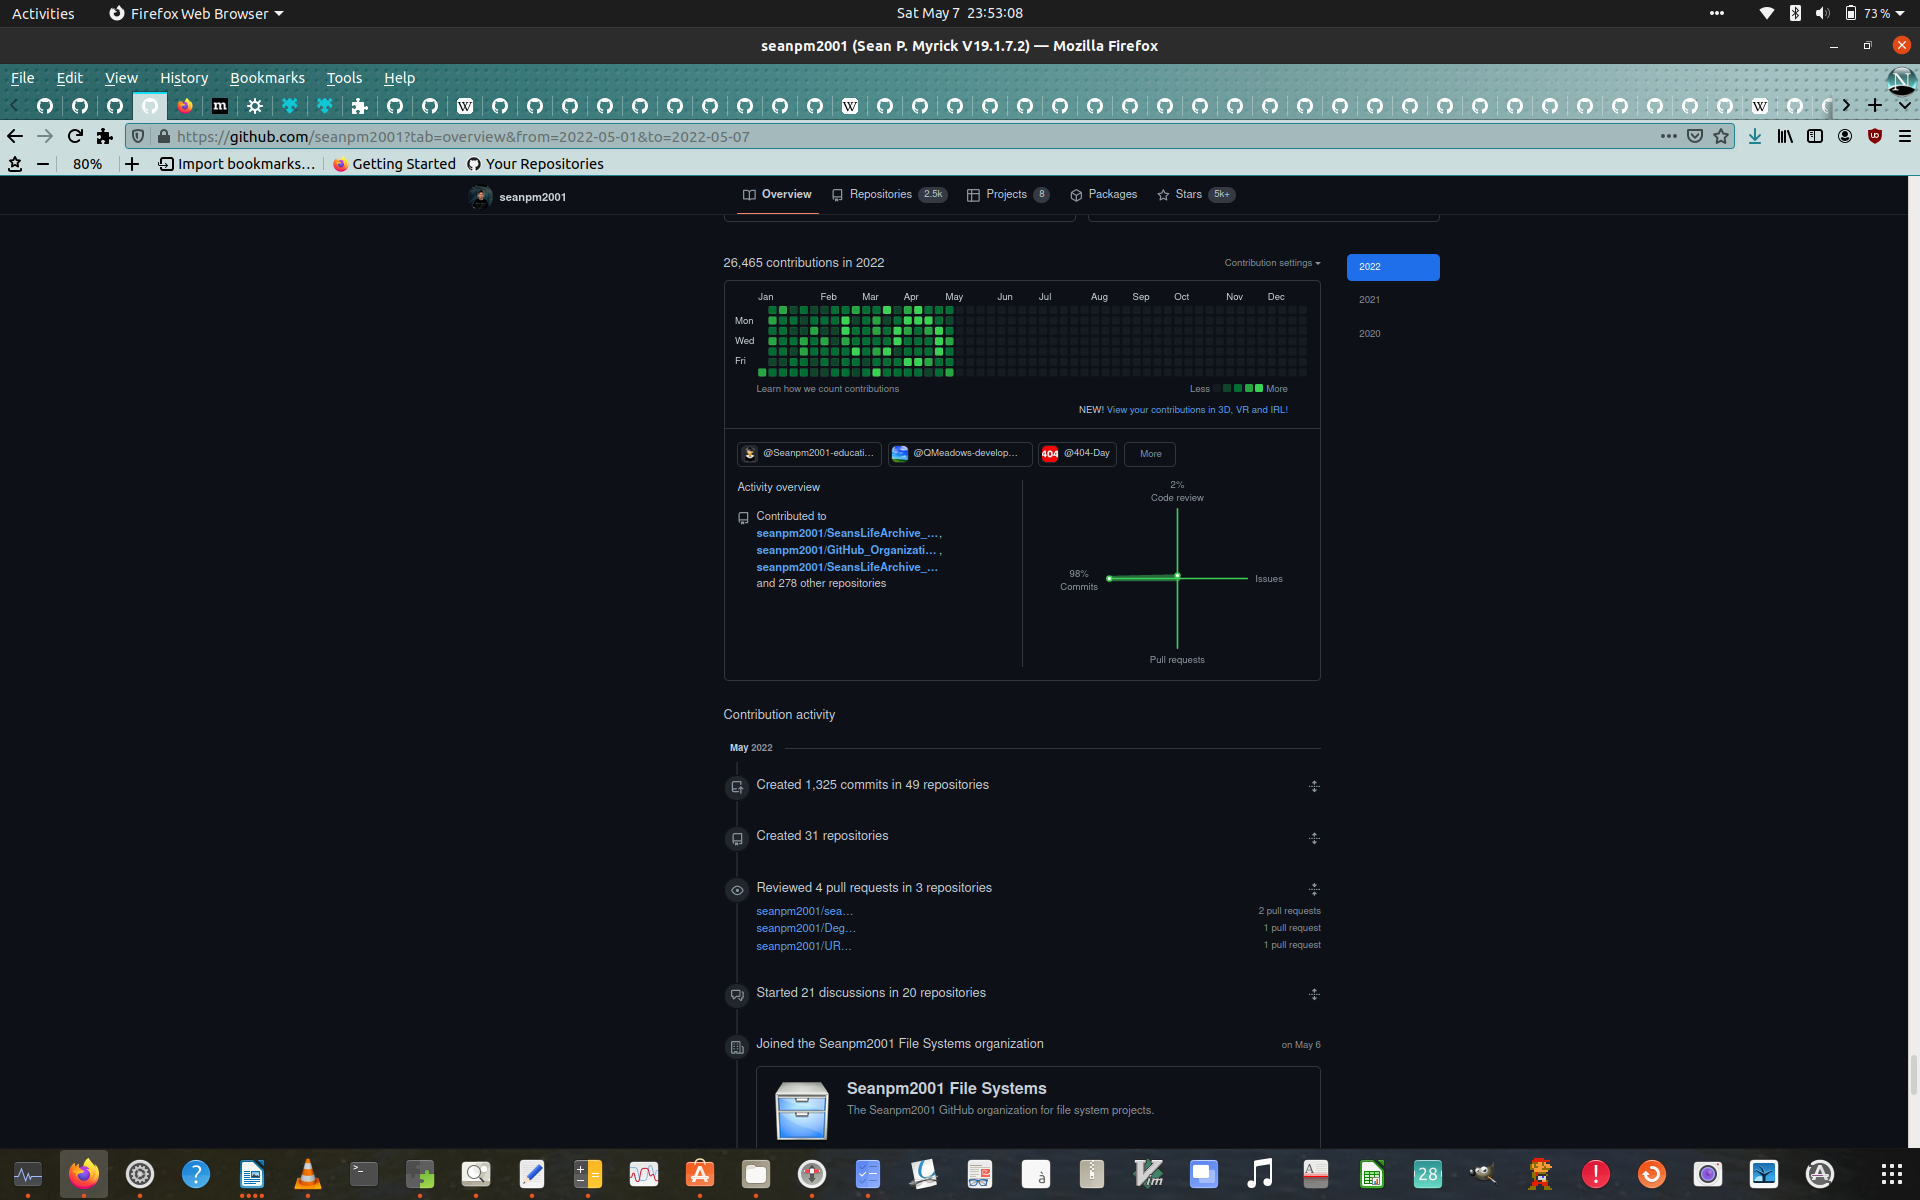 Activities
Firefox Web Browser
Sat May 7 23:53:08
73 %
seanpm2001 (Sean P. Myrick V19.1.7.2) — Mozilla Firefox
File Edit View History Bookmarks Tools Help
https://github.com/seanpm2001?tab=overview&from=2022-05-01&to=2022-05-07
80%
Import bookmarks…
Getting Started
Your Repositories
seanpm2001
Overview
Repositories 2.5k
Projects 8
Packages
Stars 5k+
26,465 contributions in 2022
Contribution settings
2022
2021
2020
Jan Feb Mar Apr May Jun Jul Aug Sep Oct Nov Dec
Mon
Wed
Fri
Learn how we count contributions
Less
More
NEW! View your contributions in 3D, VR and IRL!
@Seanpm2001-educati…
@QMeadows-develop…
404 @404-Day
More
Activity overview
Contributed to
seanpm2001/SeansLifeArchive_…,
seanpm2001/GitHub_Organizati… ,
seanpm2001/SeansLifeArchive_…
and 278 other repositories
2%
Code review
98%
Commits
Issues
Pull requests
Contribution activity
May 2022
Created 1,325 commits in 49 repositories
Created 31 repositories
Reviewed 4 pull requests in 3 repositories
seanpm2001/sea…
2 pull requests
seanpm2001/Deg…
1 pull request
seanpm2001/UR…
1 pull request
Started 21 discussions in 20 repositories
Joined the Seanpm2001 File Systems organization
on May 6
Seanpm2001 File Systems
The Seanpm2001 GitHub organization for file system projects.
28